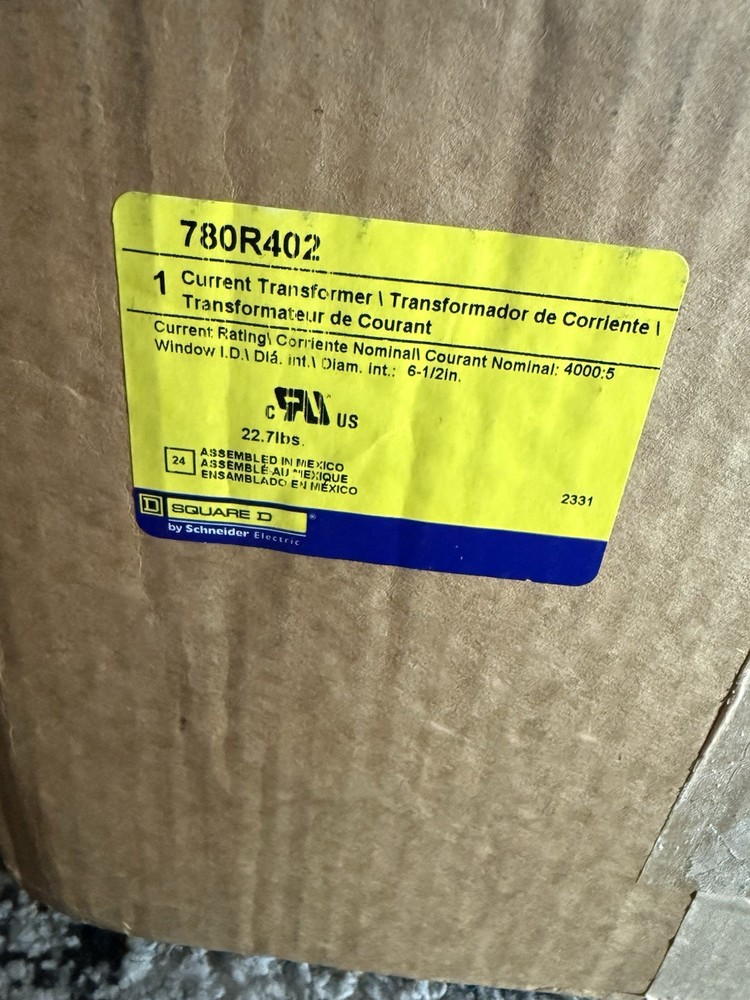 780R402
1 Current Transformer \ Transformador de Corriente \
Transformateur de Courant
Current Rating\ Corriente Nominal\ Courant Nominal: 4000:5
Window I.D.\ Diá. int.\ Diam. int.: 6-1/2in.
C US
22.7lbs.
24
ASSEMBLED IN MEXICO
ASSEMBLÉ AU MEXIQUE
ENSAMBLADO EN MÉXICO
2331
D SQUARE D ®
by Schneider Electric